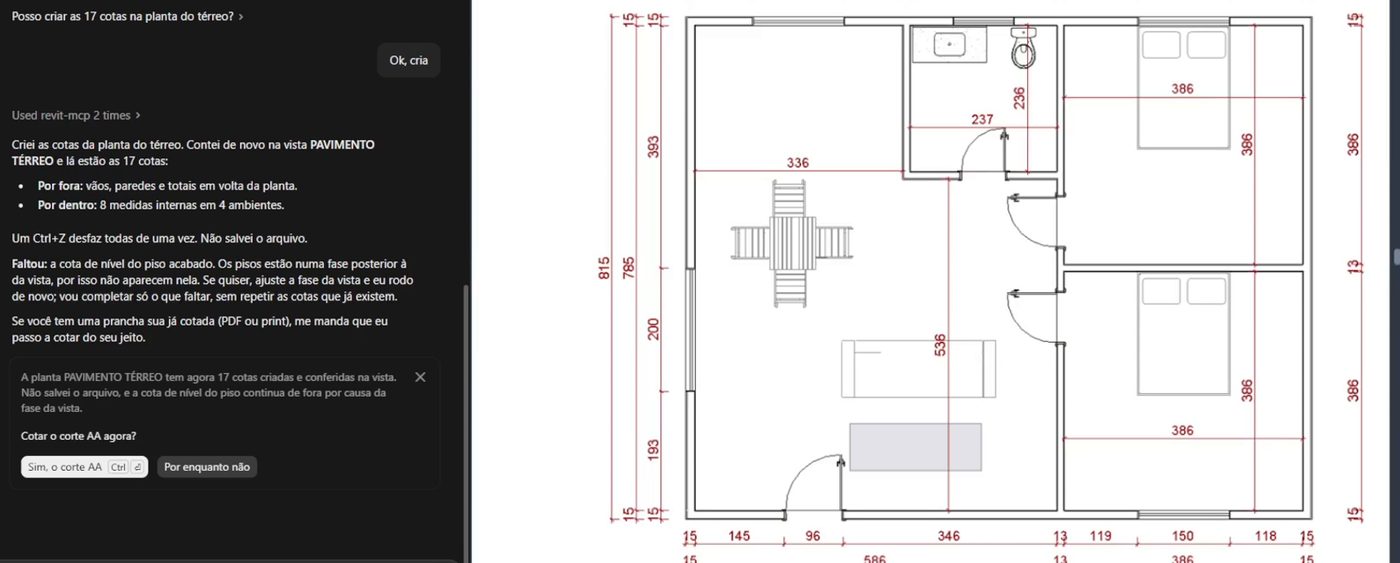 Posso criar as 17 cotas na planta do térreo? >
Ok, cria
Used revit-mcp 2 times >
Criei as cotas da planta do térreo. Contei de novo na vista PAVIMENTO
TÉRREO e lá estão as 17 cotas:
• Por fora: vãos, paredes e totais em volta da planta.
• Por dentro: 8 medidas internas em 4 ambientes.
Um Ctrl+Z desfaz todas de uma vez. Não salvei o arquivo.
Faltou: a cota de nível do piso acabado. Os pisos estão numa fase posterior à
da vista, por isso não aparecem nela. Se quiser, ajuste a fase da vista e eu rodo
de novo; vou completar só o que faltar, sem repetir as cotas que já existem.
Se você tem uma prancha sua já cotada (PDF ou print), me manda que eu
passo a cotar do seu jeito.
A planta PAVIMENTO TÉRREO tem agora 17 cotas criadas e conferidas na vista.
Não salvei o arquivo, e a cota de nível do piso continua de fora por causa da
fase da vista.
Cotar o corte AA agora?
Sim, o corte AA Ctrl ⏎
Por enquanto não
15 15 15
236
386
386
237
393
386
336
815
785
13
200
536
386
386
386
193
15 15 15
15 145 96 346 13 119 150 118 15
15 586 13 386 15